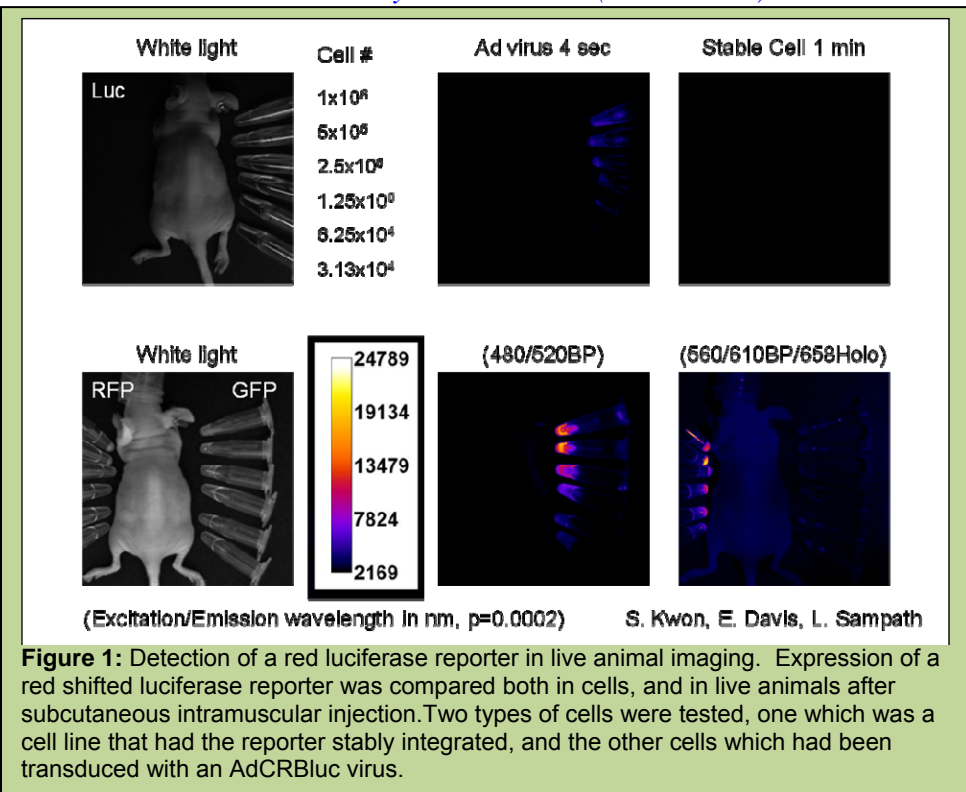 White light
Cell #
Ad virus 4 sec
Stable Cell 1 min
Luc
1x10⁶
5x10⁵
2.5x10⁵
1.25x10⁵
6.25x10⁴
3.13x10⁴
White light
(480/520BP)
(560/610BP/658Holo)
RFP
GFP
24789
19134
13479
7824
2169
(Excitation/Emission wavelength in nm, p=0.0002)
S. Kwon, E. Davis, L. Sampath
Figure 1: Detection of a red luciferase reporter in live animal imaging. Expression of a
red shifted luciferase reporter was compared both in cells, and in live animals after
subcutaneous intramuscular injection.Two types of cells were tested, one which was a
cell line that had the reporter stably integrated, and the other cells which had been
transduced with an AdCRBluc virus.